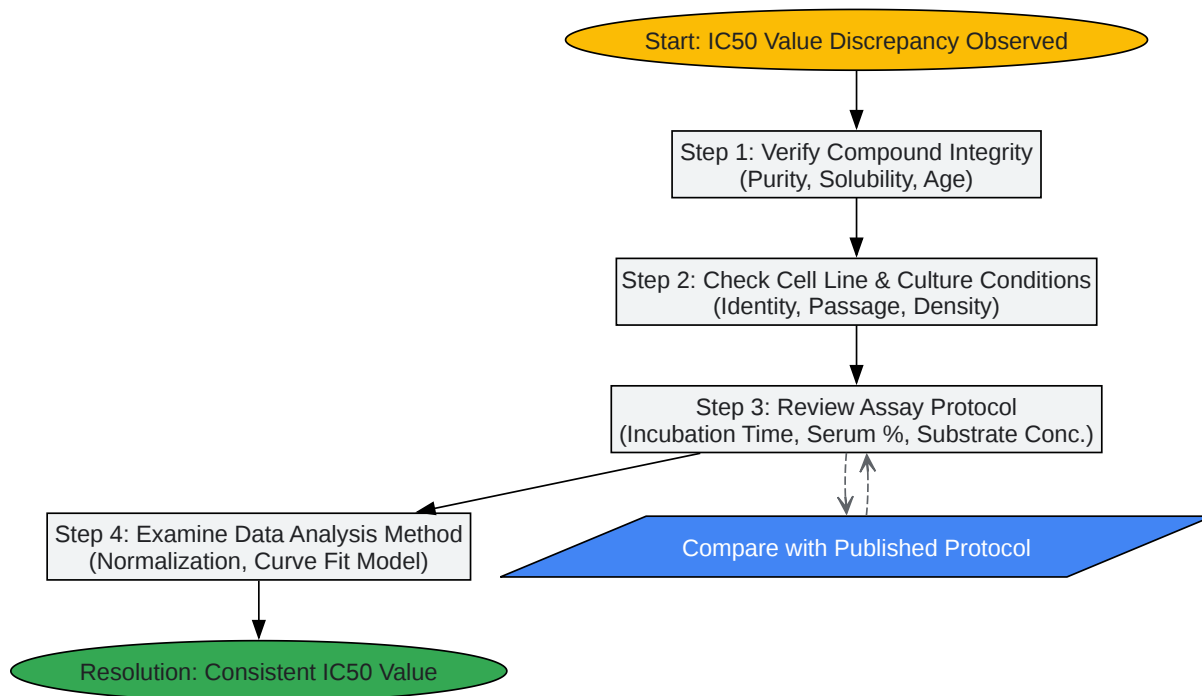 Start: IC50 Value Discrepancy Observed
Step 1: Verify Compound Integrity
(Purity, Solubility, Age)
Step 2: Check Cell Line & Culture Conditions
(Identity, Passage, Density)
Step 3: Review Assay Protocol
(Incubation Time, Serum %, Substrate Conc.)
Step 4: Examine Data Analysis Method
(Normalization, Curve Fit Model)
Compare with Published Protocol
Resolution: Consistent IC50 Value